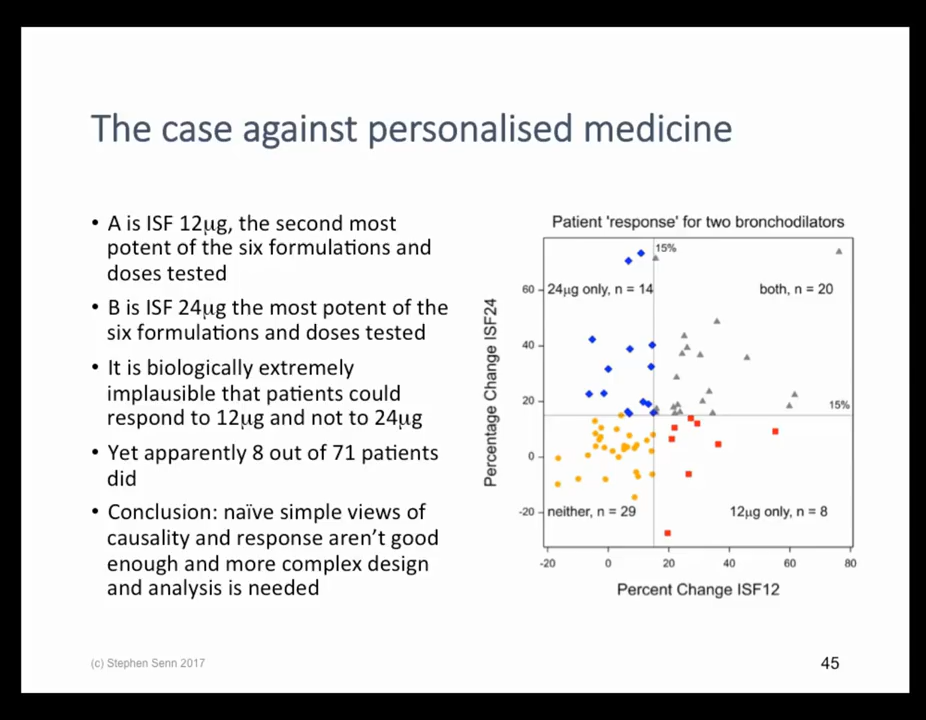 The case against personalised medicine
• A is ISF 12μg, the second most
potent of the six formulations and
doses tested
• B is ISF 24μg the most potent of the
six formulations and doses tested
• It is biologically extremely
implausible that patients could
respond to 12μg and not to 24μg
• Yet apparently 8 out of 71 patients
did
• Conclusion: naïve simple views of
causality and response aren't good
enough and more complex design
and analysis is needed
Patient 'response' for two bronchodilators
15%
24μg only, n = 14
both, n = 20
15%
neither, n = 29
12μg only, n = 8
60
40
20
0
-20
Percentage Change ISF24
-20 0 20 40 60 80
Percent Change ISF12
(c) Stephen Senn 2017
45